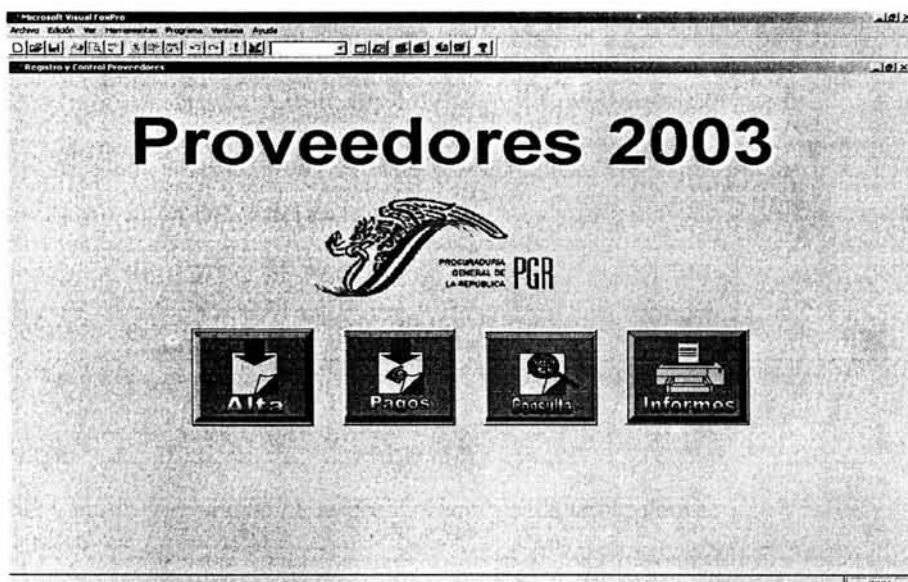 Microsoft Visual FoxPro
Archivo Edición Ver Herramientas Programa Ventana Ayuda
Registro y Control Proveedores
Proveedores 2003
PROCURADURIA
GENERAL DE
LA REPUBLICA
PGR
Alta Pagos Consulta Informes